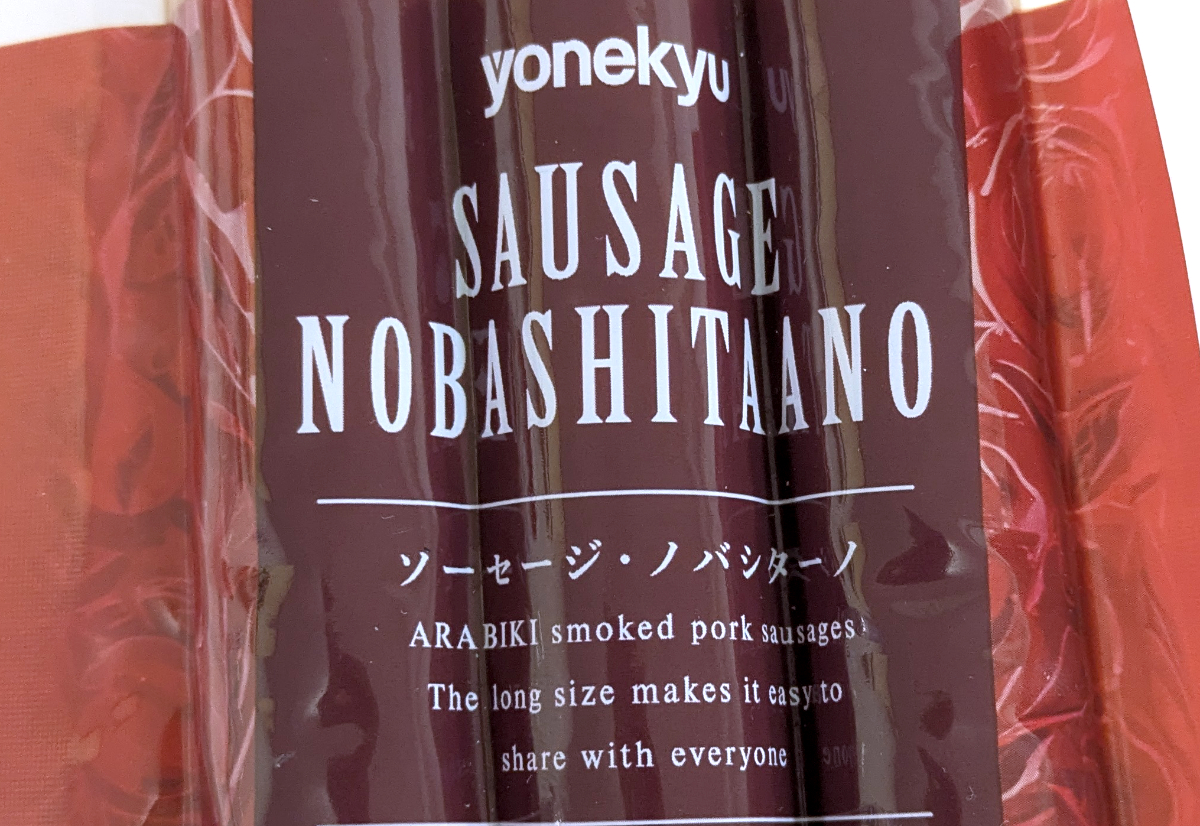 yonekyu
SAUSAGE
NOBASHITAANO
ソーセージ・ノバシターノ
ARABIKI smoked pork sausages
The long size makes it easy to
share with everyone